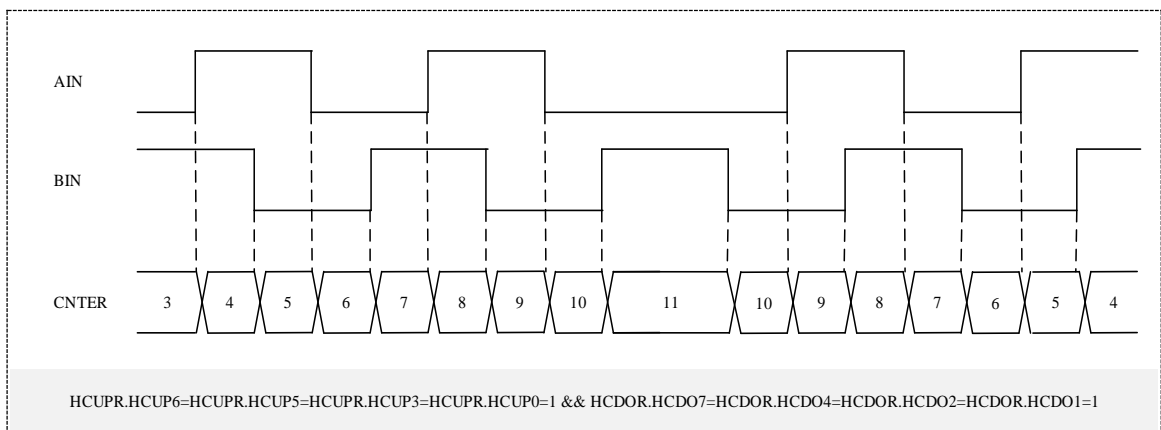 AIN
BIN
CNTER 3 4 5 6 7 8 9 10 11 10 9 8 7 6 5 4
HCUPR.HCUP6=HCUPR.HCUP5=HCUPR.HCUP3=HCUPR.HCUP0=1 && HCDOR.HCDO7=HCDOR.HCDO4=HCDOR.HCDO2=HCDOR.HCDO1=1